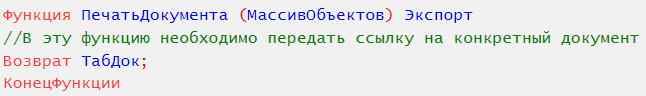 Функция ПечатьДокумента (МассивОбъектов) Экспорт
//В эту функцию необходимо передать ссылку на конкретный документ
Возврат ТабДок;
КонецФункции